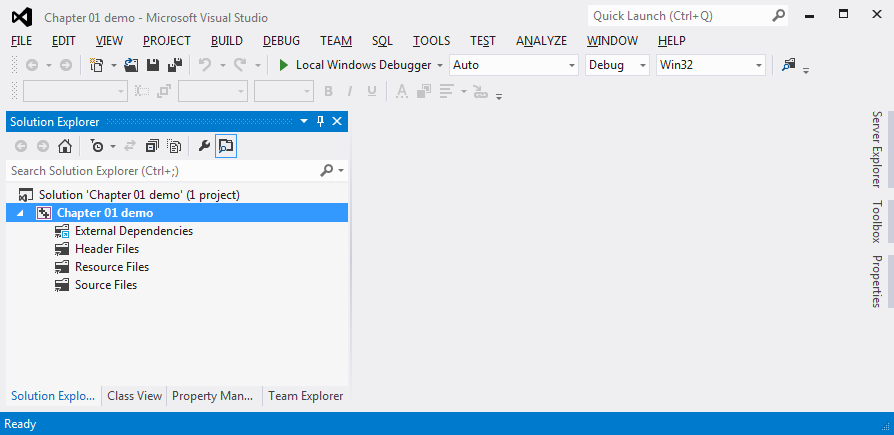 Chapter 01 demo - Microsoft Visual Studio
Quick Launch (Ctrl+Q)
FILE EDIT VIEW PROJECT BUILD DEBUG TEAM SQL TOOLS TEST ANALYZE WINDOW HELP
Local Windows Debugger Auto Debug Win32
B I U A
Solution Explorer
Search Solution Explorer (Ctrl+;)
Solution 'Chapter 01 demo' (1 project)
Chapter 01 demo
External Dependencies
Header Files
Resource Files
Source Files
Solution Explo... Class View Property Man... Team Explorer
Server Explorer
Toolbox
Properties
Ready